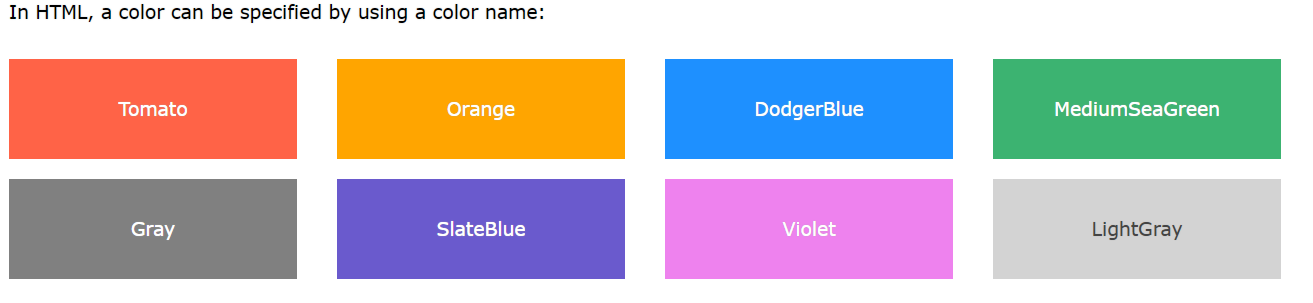 In HTML, a color can be specified by using a color name:
Tomato
Orange
DodgerBlue
MediumSeaGreen
Gray
SlateBlue
Violet
LightGray